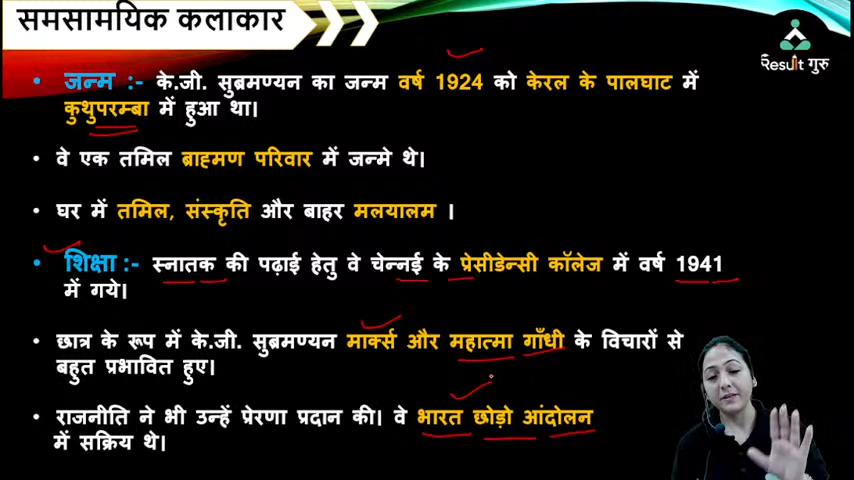 समसामयिक कलाकार
Result गुरु
• जन्म :- के.जी. सुब्रमण्यन का जन्म वर्ष 1924 को केरल के पालघाट में
कुथुपरम्बा में हुआ था।
• वे एक तमिल ब्राह्मण परिवार में जन्मे थे।
• घर में तमिल, संस्कृति और बाहर मलयालम ।
• शिक्षा :- स्नातक की पढ़ाई हेतु वे चेन्नई के प्रेसीडेन्सी कॉलेज में वर्ष 1941
में गये।
• छात्र के रूप में के.जी. सुब्रमण्यन मार्क्स और महात्मा गाँधी के विचारों से
बहुत प्रभावित हुए।
• राजनीति ने भी उन्हें प्रेरणा प्रदान की। वे भारत छोड़ो आंदोलन
में सक्रिय थे।